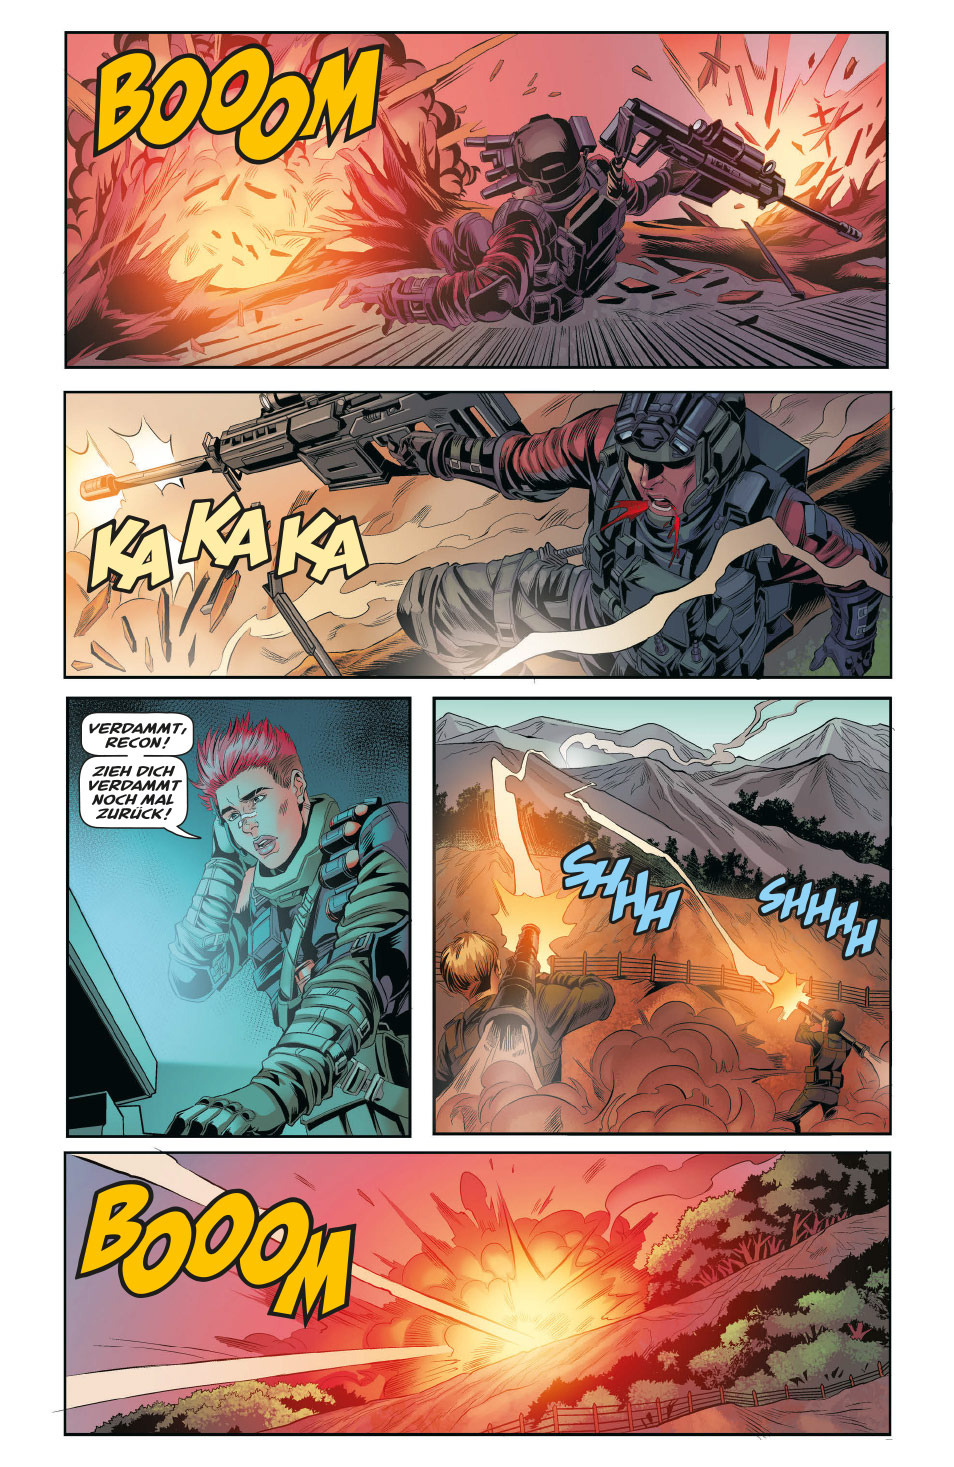 BOOOM
KA KA KA
VERDAMMT,
RECON!
ZIEH DICH
VERDAMMT
NOCH MAL
ZURÜCK!
SHHH
SHHHH
BOOOM